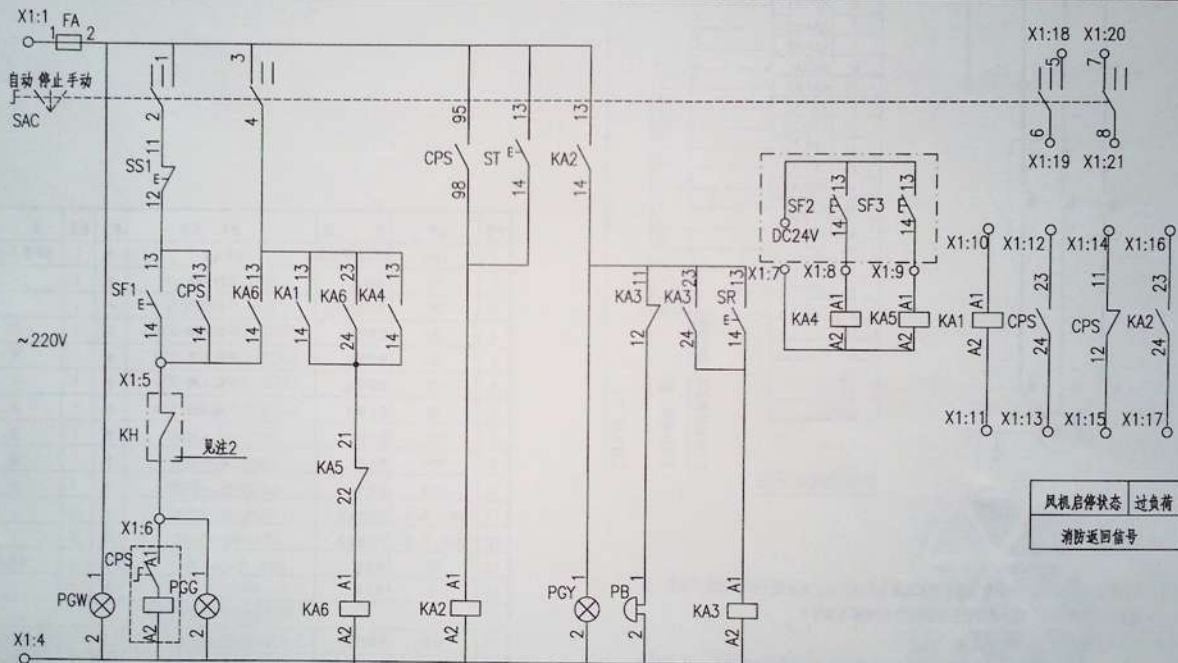 X1:1 FA
1 2
自动 停止 手动
SAC
1
2
3
4
X1:18
5
X1:20
7
6
X1:19
8
X1:21
11
SS1
E
12
95
CPS
98
13
ST E
14
13
KA2
14
SF2 E 13
14
SF3 E 13
14
DC24V
X1:7 X1:8 X1:9
13
SF1
E
14
13
CPS
14
13
KA6
14
13
KA1
14
23
KA6
24
13
KA4
14
11
KA3
12
23
KA3
24
13
SR
E
14
A1
KA4
A2
A1
KA5
A2
X1:10
A1
KA1
A2
X1:11
X1:12
23
CPS
24
X1:13
X1:14
11
CPS
12
X1:15
X1:16
23
KA2
24
X1:17
~220V
X1:5
KH
见注2
21
KA5
22
X1:6
CPS
A1
A2
PGW
1
2
PGG
1
2
A1
KA6
A2
A1
KA2
A2
PGY
1
2
PB
1
2
A1
KA3
A2
X1:4
风机启停状态 过负荷
消防返回信号